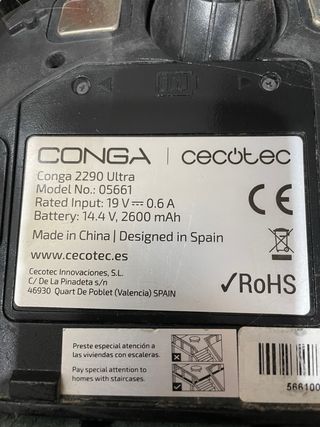 CONGA | cecotec
Conga 2290 Ultra
Model No.: 05661
Rated Input: 19 V⎓0.6 A
Battery: 14.4 V, 2600 mAh
Made in China | Designed in Spain
www.cecotec.es
Cecotec Innovaciones, S.L.
C/ De La Pinadeta s/n
46930 Quart De Poblet (Valencia) SPAIN
CE
✓RoHS
Preste especial atención a
las viviendas con escaleras.
Pay special attention to
homes with staircases.
566100